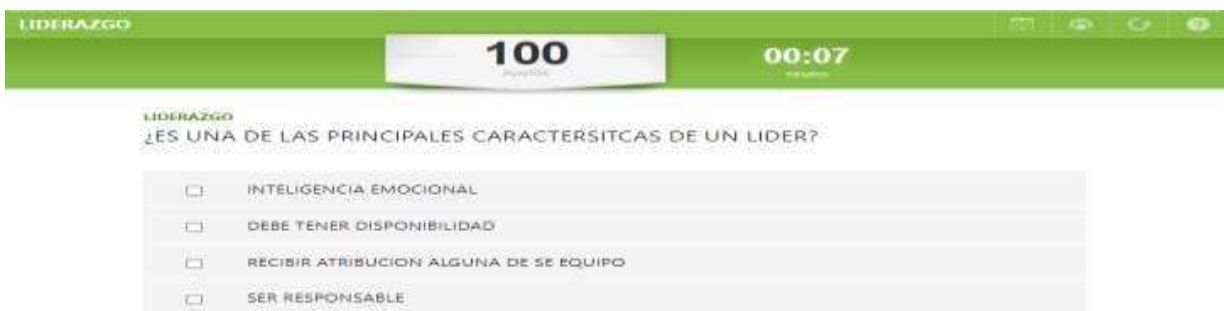 LIDERAZGO
100
PUNTOS
00:07
LIDERAZGO
¿ES UNA DE LAS PRINCIPALES CARACTERSITCAS DE UN LIDER?
INTELIGENCIA EMOCIONAL
DEBE TENER DISPONIBILIDAD
RECIBIR ATRIBUCION ALGUNA DE SE EQUIPO
SER RESPONSABLE